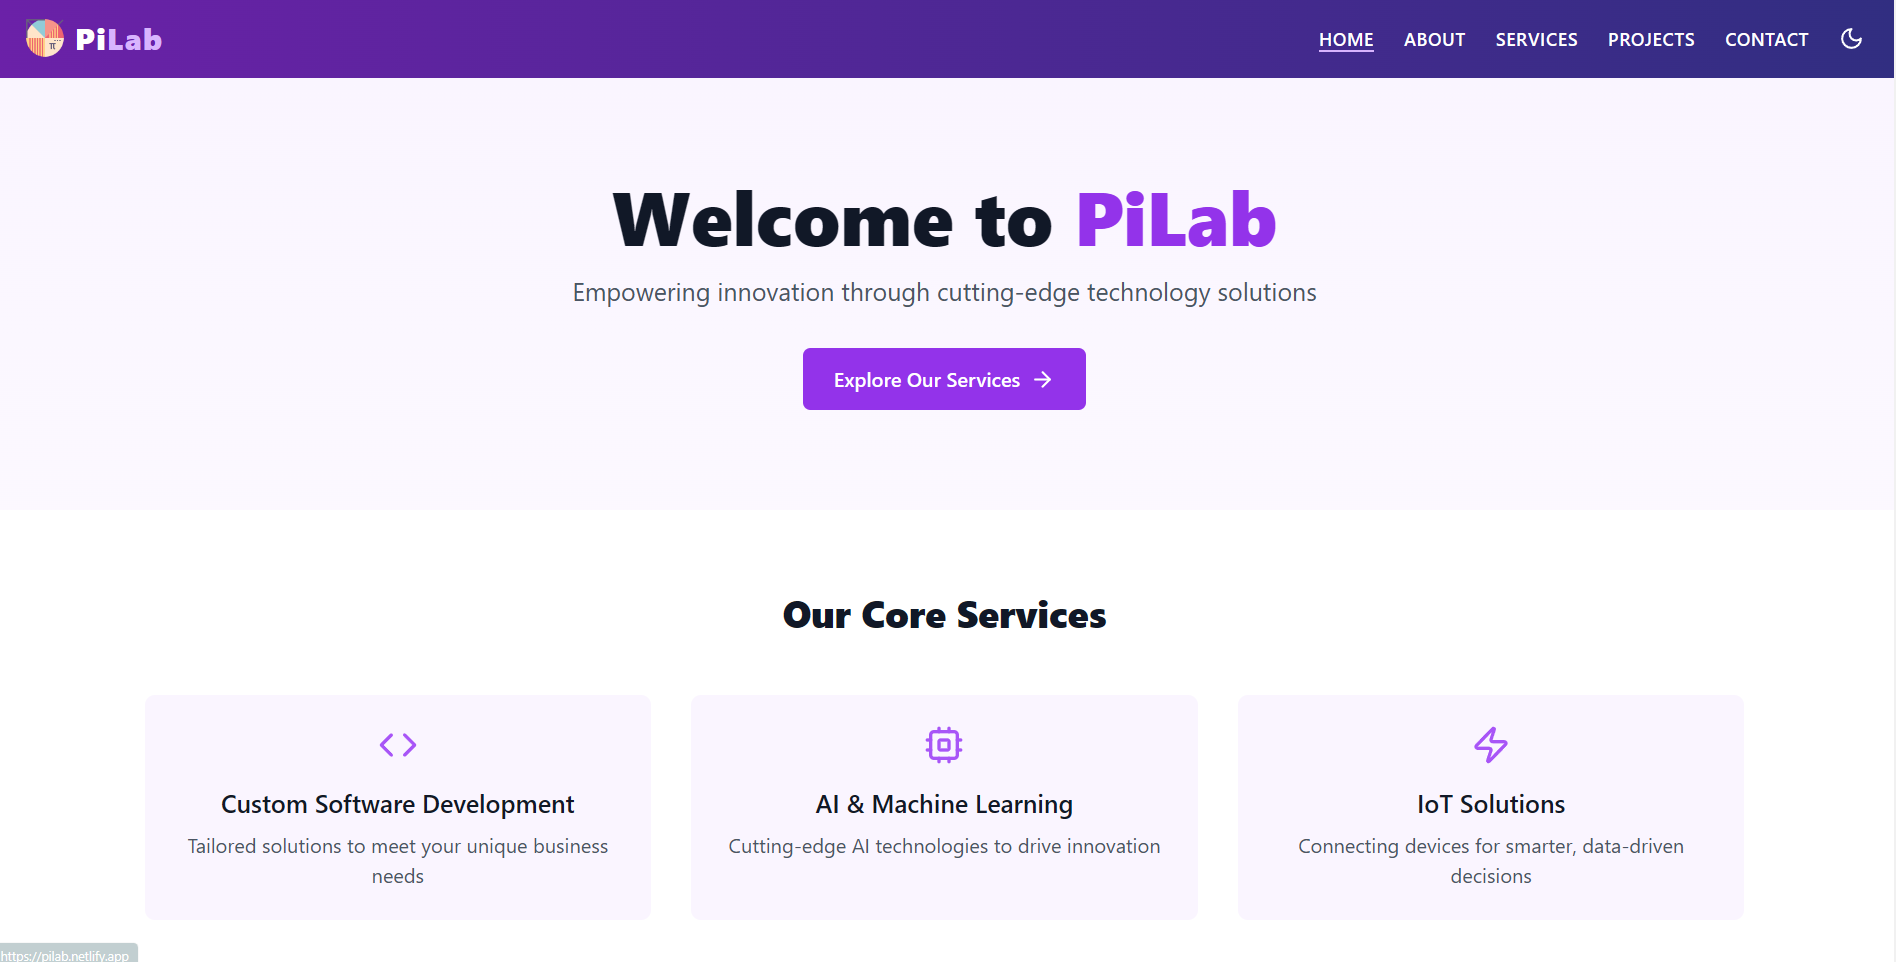 π
PiLab
HOME ABOUT SERVICES PROJECTS CONTACT
Welcome to PiLab
Empowering innovation through cutting-edge technology solutions
Explore Our Services
Our Core Services
Custom Software Development
Tailored solutions to meet your unique business
needs
AI & Machine Learning
Cutting-edge AI technologies to drive innovation
IoT Solutions
Connecting devices for smarter, data-driven
decisions
https://pilab.netlify.app